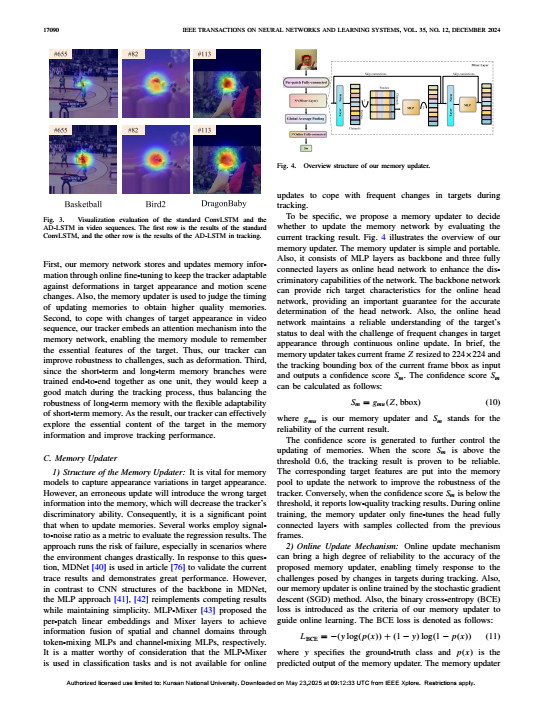 17090
IEEE TRANSACTIONS ON NEURAL NETWORKS AND LEARNING SYSTEMS, VOL. 35, NO. 12, DECEMBER 2024
#655
#82
#113
#655
#82
#113
Basketball
Bird2
DragonBaby
Fig. 3. Visualization evaluation of the standard ConvLSTM and the
AD-LSTM in video sequences. The first row is the results of the standard
ConvLSTM, and the other row is the results of the AD-LSTM in tracking.
First, our memory network stores and updates memory infor-
mation through online fine-tuning to keep the tracker adaptable
against deformations in target appearance and motion scene
changes. Also, the memory updater is used to judge the timing
of updating memories to obtain higher quality memories.
Second, to cope with changes of target appearance in video
sequence, our tracker embeds an attention mechanism into the
memory network, enabling the memory module to remember
the essential features of the target. Thus, our tracker can
improve robustness to challenges, such as deformation. Third,
since the short-term and long-term memory branches were
trained end-to-end together as one unit, they would keep a
good match during the tracking process, thus balancing the
robustness of long-term memory with the flexible adaptability
of short-term memory. As the result, our tracker can effectively
explore the essential content of the target in the memory
information and improve tracking performance.
C. Memory Updater
1) Structure of the Memory Updater: It is vital for memory
models to capture appearance variations in target appearance.
However, an erroneous update will introduce the wrong target
information into the memory, which will decrease the tracker's
discriminatory ability. Consequently, it is a significant point
that when to update memories. Several works employ signal-
to-noise ratio as a metric to evaluate the regression results. The
approach runs the risk of failure, especially in scenarios where
the environment changes drastically. In response to this ques-
tion, MDNet [40] is used in article [76] to validate the current
trace results and demonstrates great performance. However,
in contrast to CNN structures of the backbone in MDNet,
the MLP approach [41], [42] reimplements competing results
while maintaining simplicity. MLP-Mixer [43] proposed the
per-patch linear embeddings and Mixer layers to achieve
information fusion of spatial and channel domains through
token-mixing MLPs and channel-mixing MLPs, respectively.
It is a matter worthy of consideration that the MLP-Mixer
is used in classification tasks and is not available for online
Mixer Layer
Per-patch Fully-connected
Global Average Pooling
MLP
MLP
Fig. 4. Overview structure of our memory updater.
updates to cope with frequent changes in targets during
tracking.
To be specific, we propose a memory updater to decide
whether to update the memory network by evaluating the
current tracking result. Fig. 4 illustrates the overview of our
memory updater. The memory updater is simple and portable.
Also, it consists of MLP layers as backbone and three fully
connected layers as online head network to enhance the dis-
criminatory capabilities of the network. The backbone network
can provide rich target characteristics for the online head
network, providing an important guarantee for the accurate
determination of the head network. Also, the online head
network maintains a reliable understanding of the target's
status to deal with the challenge of frequent changes in target
appearance through continuous online update. In brief, the
memory updater takes current frame Z resized to 224×224 and
the tracking bounding box of the current frame bbox as input
and outputs a confidence score Sm. The confidence score Sm
can be calculated as follows:
Sm = gmu(Z, bbox) (10)
where gmu is our memory updater and Sm stands for the
reliability of the current result.
The confidence score is generated to further control the
updating of memories. When the score Sm is above the
threshold 0.6, the tracking result is proven to be reliable.
The corresponding target features are put into the memory
pool to update the network to improve the robustness of the
tracker. Conversely, when the confidence score Sm is below the
threshold, it reports low-quality tracking results. During online
training, the memory updater only fine-tunes the head fully
connected layers with samples collected from the previous
frames.
2) Online Update Mechanism: Online update mechanism
can bring a high degree of reliability to the accuracy of the
proposed memory updater, enabling timely response to the
challenges posed by changes in targets during tracking. Also,
our memory updater is online trained by the stochastic gradient
descent (SGD) method. Also, the binary cross-entropy (BCE)
loss is introduced as the criteria of our memory updater to
guide online learning. The BCE loss is denoted as follows:
LBCE = −(y log(p(x)) + (1 − y) log(1 − p(x)) (11)
where y specifies the ground-truth class and p(x) is the
predicted output of the memory updater. The memory updater
Authorized licensed use limited to: Kunsan National University. Downloaded on May 23,2025 at 09:12:33 UTC from IEEE Xplore. Restrictions apply.